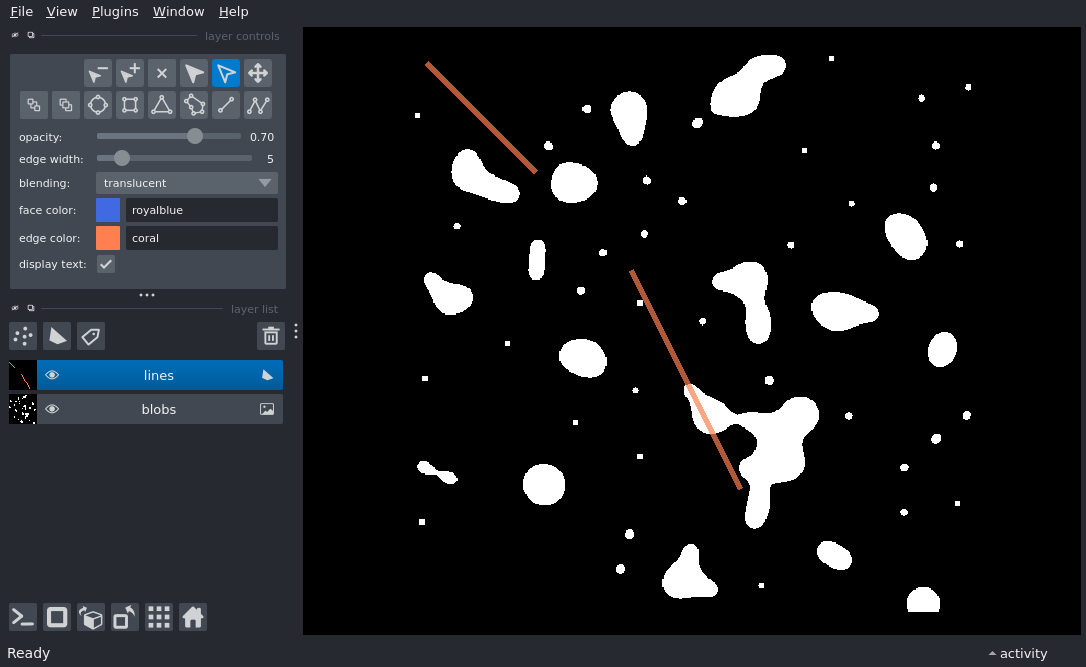 File View Plugins Window Help
layer controls
opacity: 0.70
edge width: 5
blending: translucent
face color: royalblue
edge color: coral
display text:
layer list
lines
blobs
Ready
activity